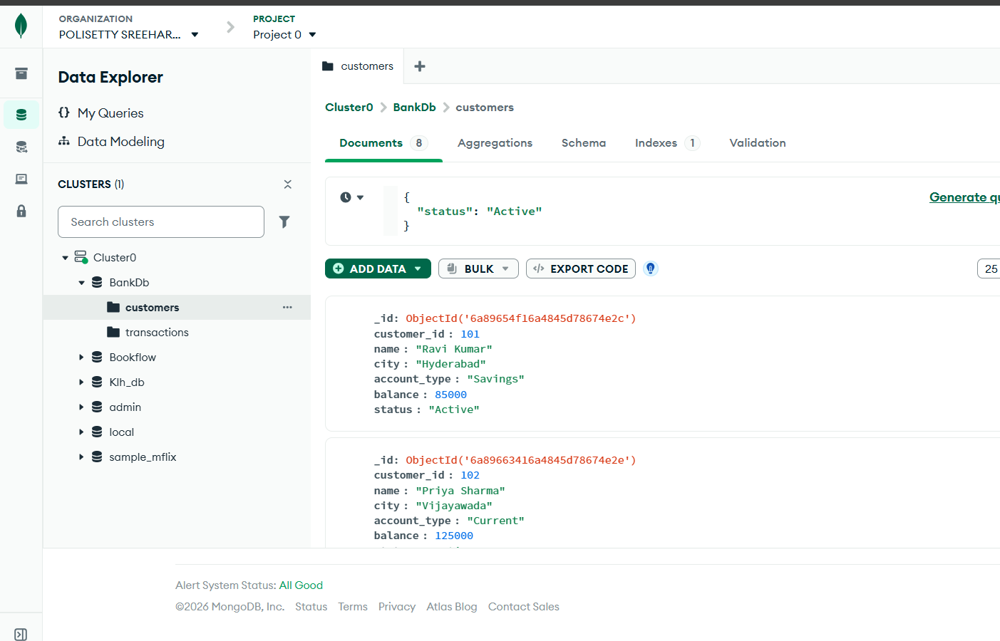 ORGANIZATION
POLISETTY SREEHAR...
PROJECT
Project 0
Data Explorer
My Queries
Data Modeling
CLUSTERS (1)
Search clusters
Cluster0
BankDb
customers
transactions
Bookflow
Klh_db
admin
local
sample_mflix
customers
Cluster0 > BankDb > customers
Documents 8 Aggregations Schema Indexes 1 Validation
{
"status": "Active"
}
Generate qu
ADD DATA BULK EXPORT CODE
25
_id: ObjectId('6a89654f16a4845d78674e2c')
customer_id : 101
name : "Ravi Kumar"
city : "Hyderabad"
account_type : "Savings"
balance : 85000
status : "Active"
_id: ObjectId('6a89663416a4845d78674e2e')
customer_id : 102
name : "Priya Sharma"
city : "Vijayawada"
account_type : "Current"
balance : 125000
Alert System Status: All Good
©2026 MongoDB, Inc. Status Terms Privacy Atlas Blog Contact Sales